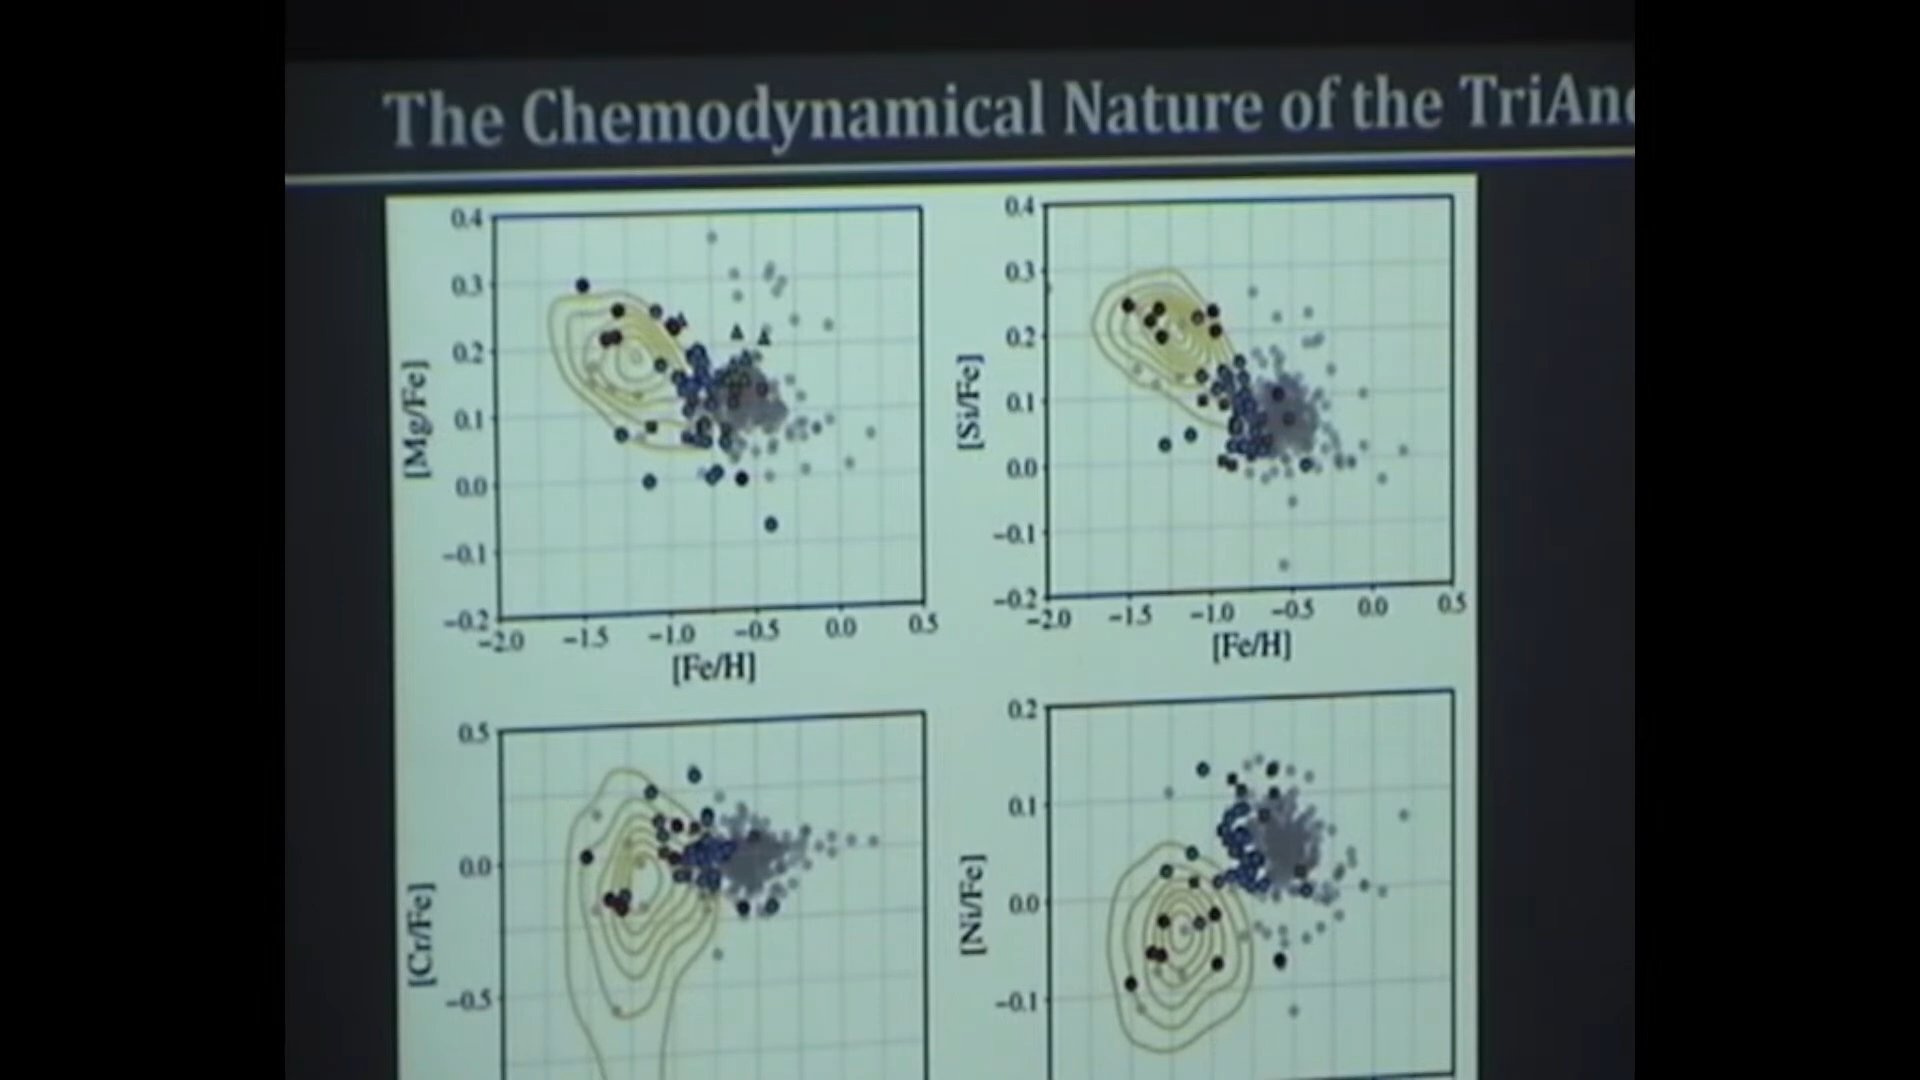 The Chemodynamical Nature of the TriAnd
0.4
0.3
0.2
0.1
0.0
−0.1
−0.2
[Mg/Fe]
−2.0 −1.5 −1.0 −0.5 0.0 0.5
[Fe/H]
0.4
0.3
0.2
0.1
0.0
−0.1
−0.2
[Si/Fe]
−2.0 −1.5 −1.0 −0.5 0.0 0.5
[Fe/H]
0.5
0.0
−0.5
[Cr/Fe]
0.2
0.1
0.0
−0.1
[Ni/Fe]